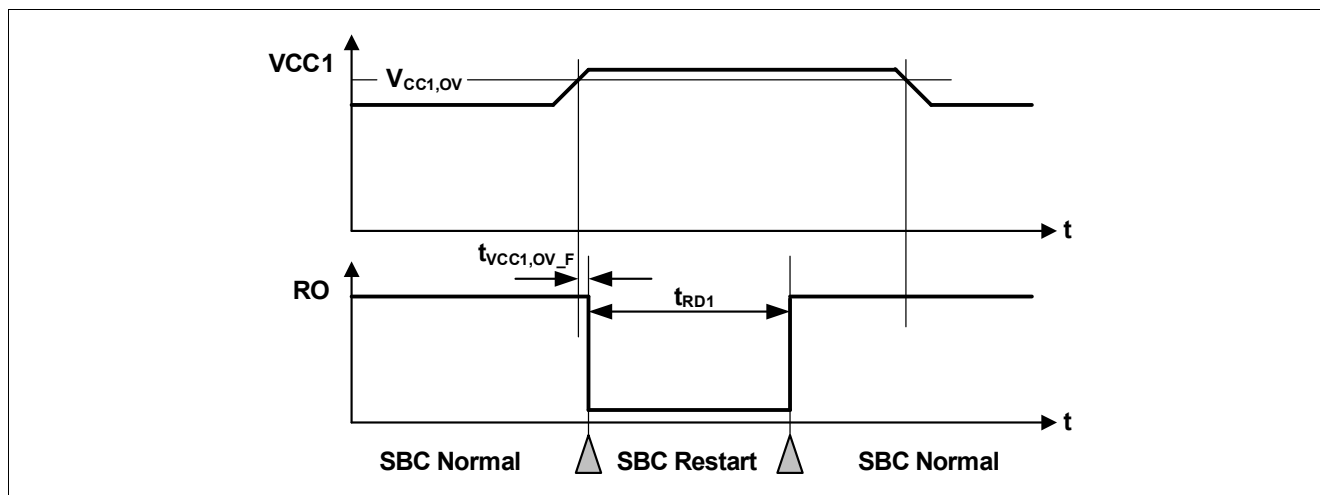 VCC1
VCC1,OV
t
tVCC1,OV_F
RO
tRD1
t
SBC Normal
SBC Restart
SBC Normal